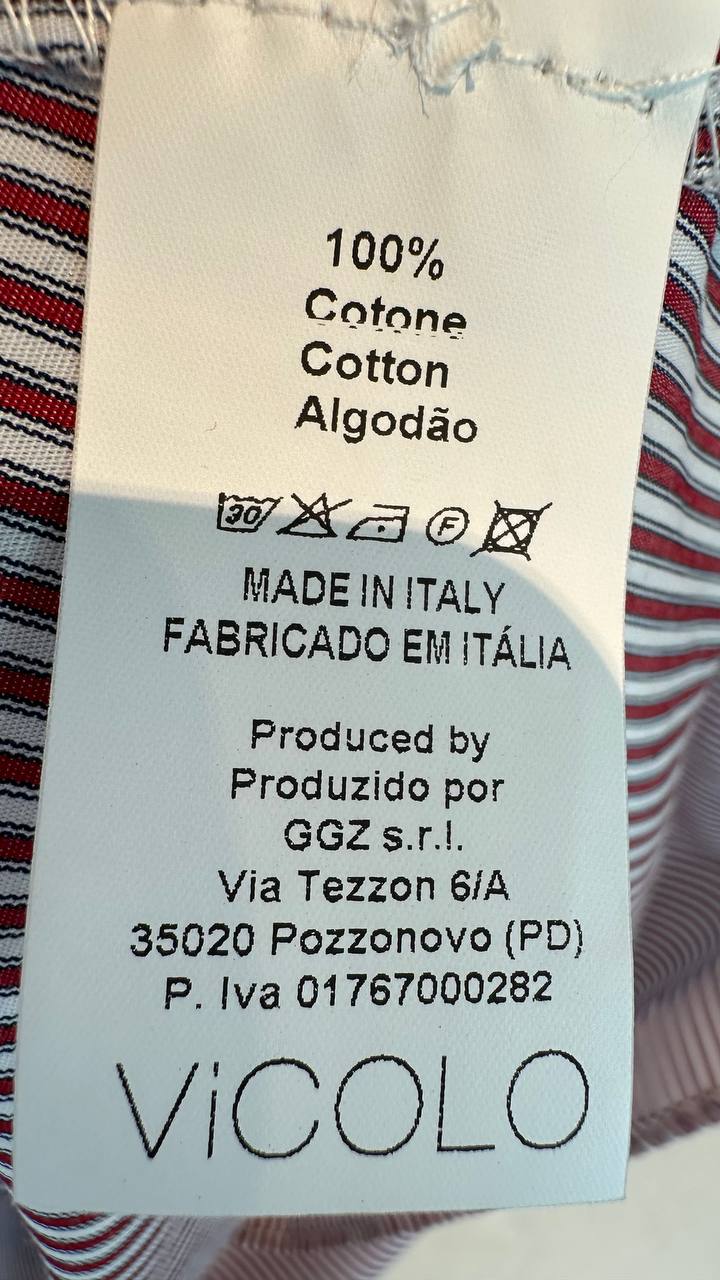 100%
Cotone
Cotton
Algodão
30 F
MADE IN ITALY
FABRICADO EM ITÁLIA
Produced by
Produzido por
GGZ s.r.l.
Via Tezzon 6/A
35020 Pozzonovo (PD)
P. Iva 01767000282
ViCOLO